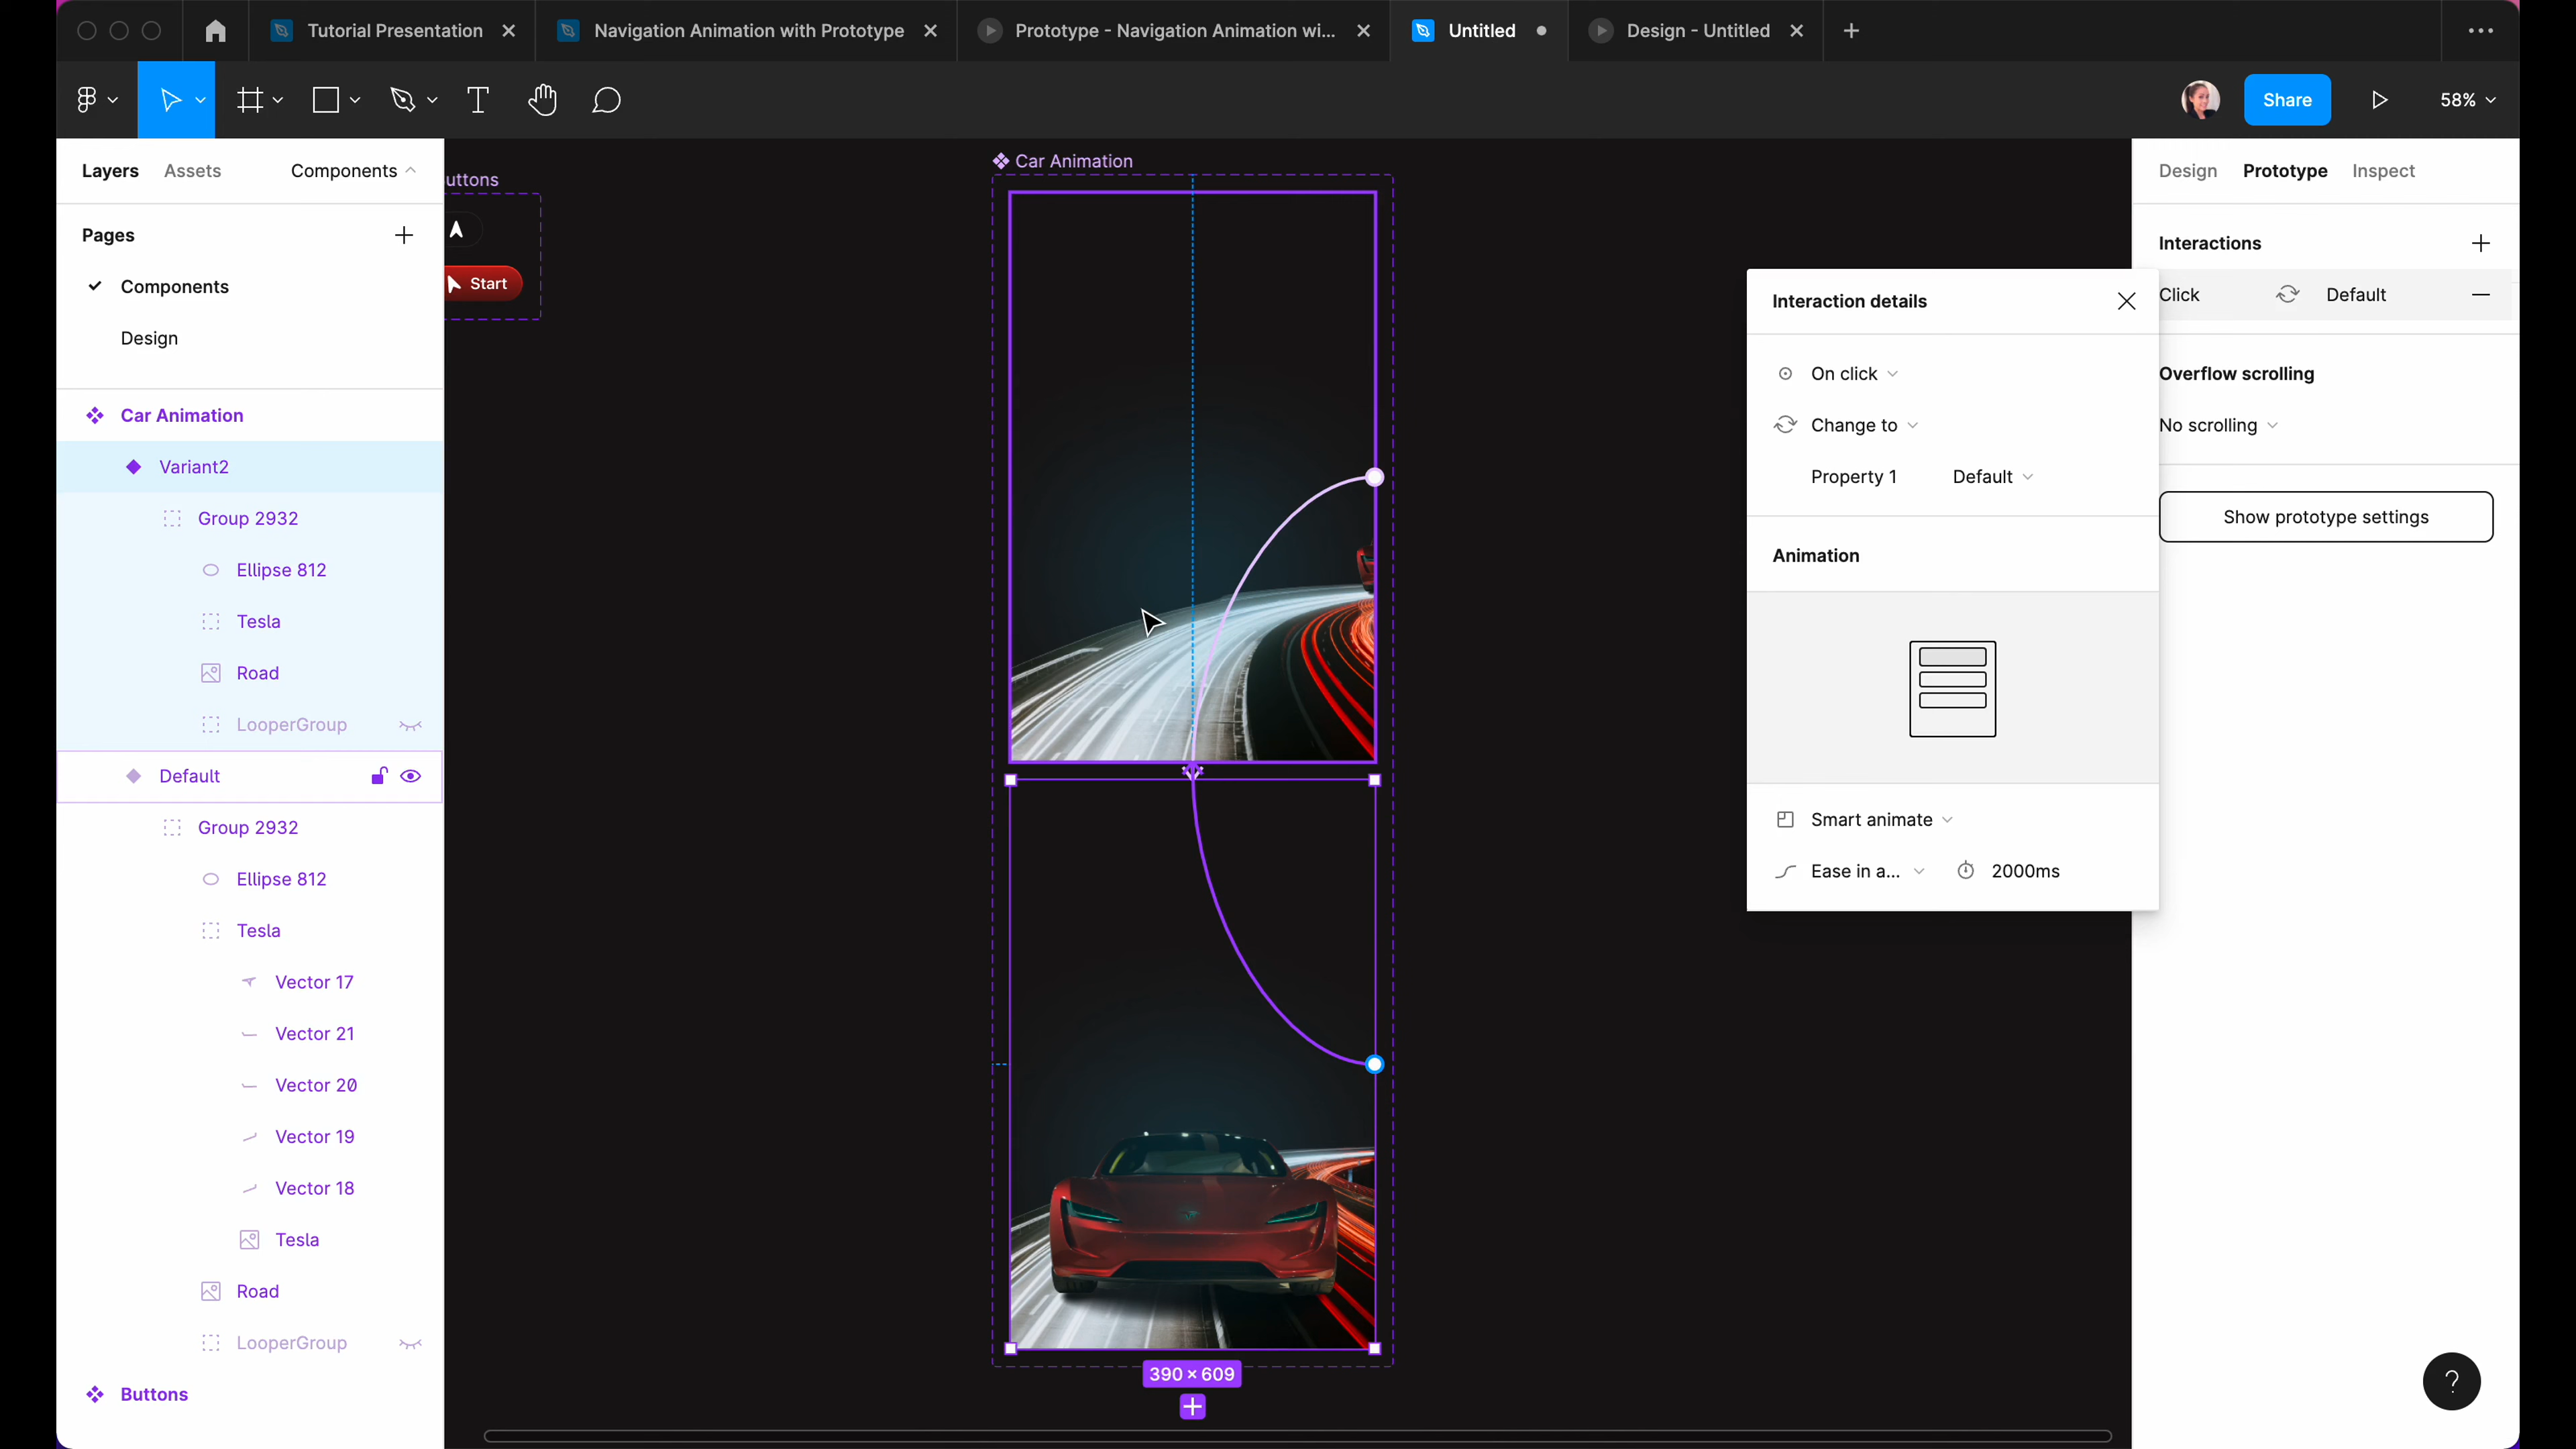 Tutorial Presentation
Navigation Animation with Prototype
Prototype - Navigation Animation wi...
Untitled
Design - Untitled
Share
58%
Layers
Assets
Components
Pages
Components
Design
Car Animation
Variant2
Group 2932
Ellipse 812
Tesla
Road
LooperGroup
Default
Group 2932
Ellipse 812
Tesla
Vector 17
Vector 21
Vector 20
Vector 19
Vector 18
Tesla
Road
LooperGroup
Buttons
uttons
Start
Car Animation
390 × 609
Interaction details
On click
Change to
Property 1
Default
Animation
Smart animate
Ease in a...
2000ms
Design
Prototype
Inspect
Interactions
Click
Default
Overflow scrolling
No scrolling
Show prototype settings
?